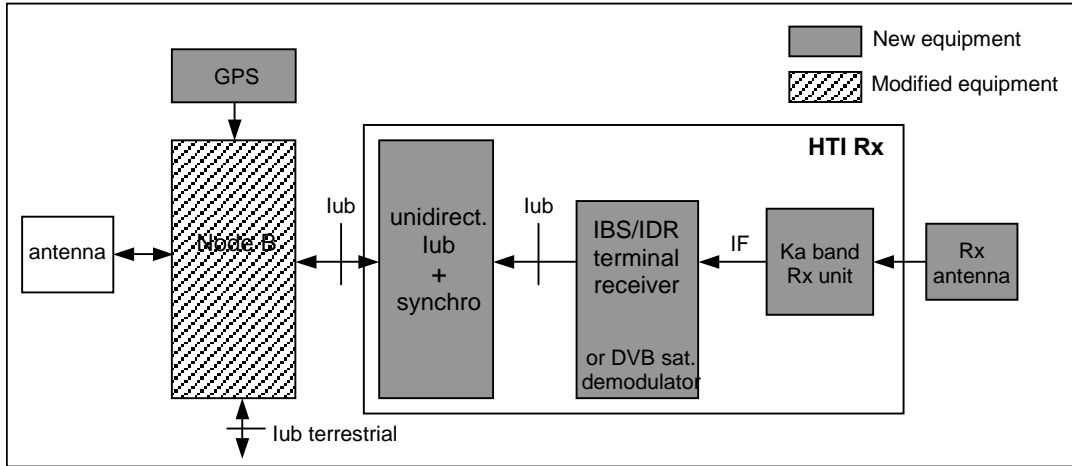 GPS
New equipment
Modified equipment
HTI Rx
antenna
Node B
Iub
unidirect.
Iub
+
synchro
Iub
IBS/IDR
terminal
receiver
or DVB sat.
demodulator
IF
Ka band
Rx unit
Rx
antenna
Iub terrestrial